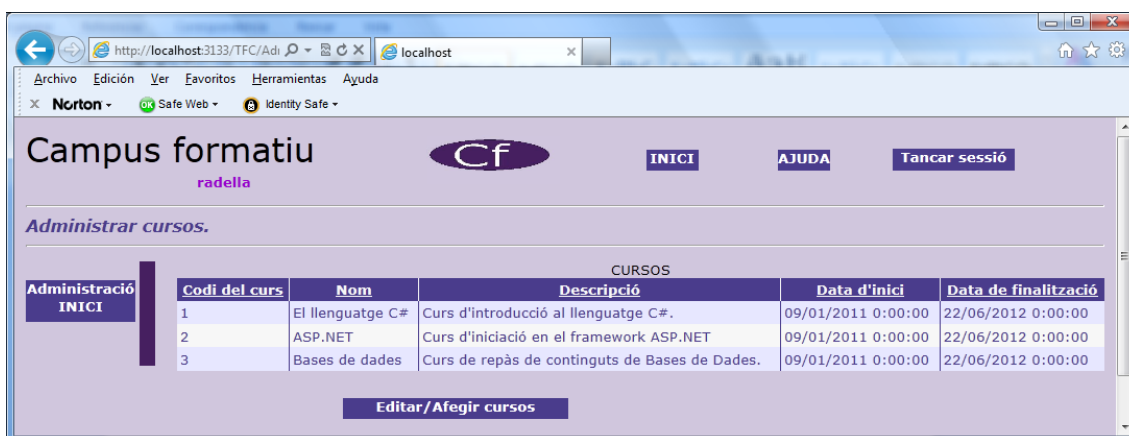 http://localhost:3133/TFC/Adı
localhost
Archivo Edición Ver Favoritos Herramientas Ayuda
Norton OK Safe Web Identity Safe
Campus formatiu
Cf
INICI
AJUDA
Tancar sessió
radella
Administrar cursos.
Administració
INICI
CURSOS
Codi del curs Nom Descripció Data d'inici Data de finalització
1 El llenguatge C# Curs d'introducció al llenguatge C#. 09/01/2011 0:00:00 22/06/2012 0:00:00
2 ASP.NET Curs d'iniciació en el framework ASP.NET 09/01/2011 0:00:00 22/06/2012 0:00:00
3 Bases de dades Curs de repàs de continguts de Bases de Dades. 09/01/2011 0:00:00 22/06/2012 0:00:00
Editar/Afegir cursos